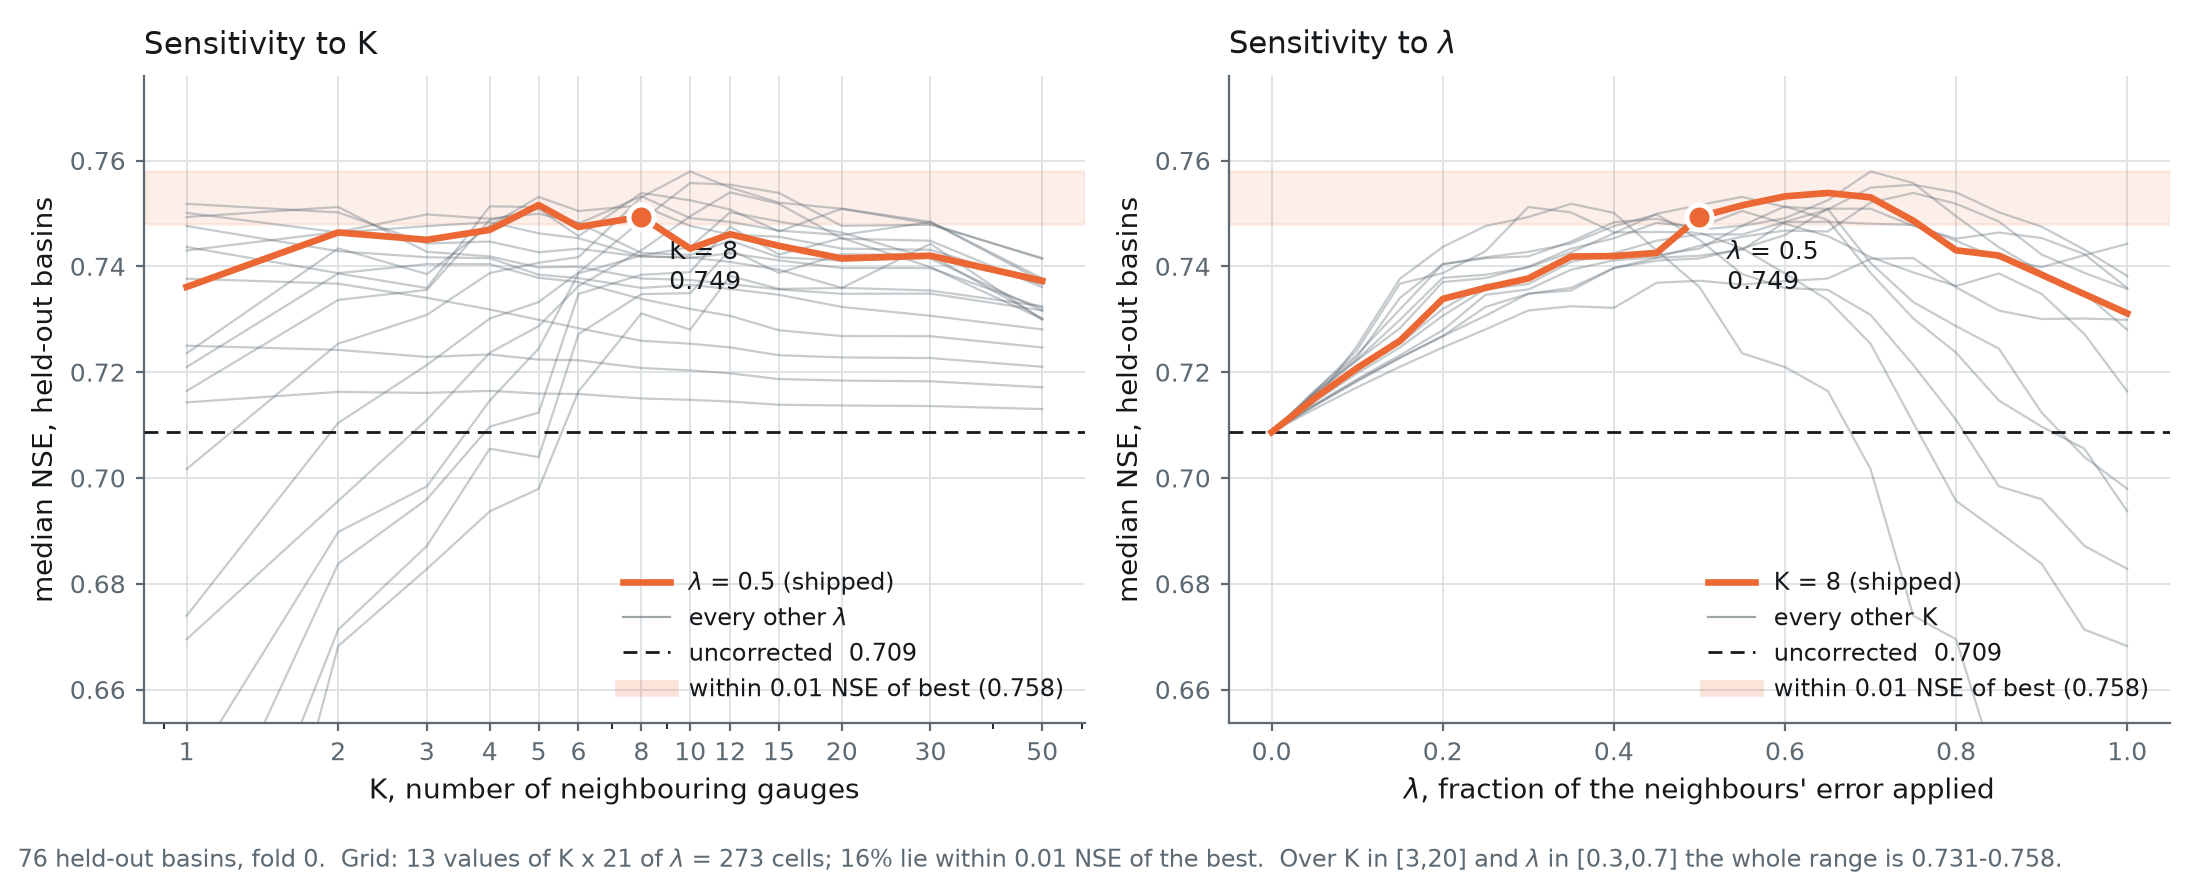 Sensitivity to K
median NSE, held-out basins
0.76
0.74
0.72
0.70
0.68
0.66
K = 8
0.749
λ = 0.5 (shipped)
every other λ
uncorrected 0.709
within 0.01 NSE of best (0.758)
1 2 3 4 5 6 8 10 12 15 20 30 50
K, number of neighbouring gauges
Sensitivity to λ
median NSE, held-out basins
0.76
0.74
0.72
0.70
0.68
0.66
λ = 0.5
0.749
K = 8 (shipped)
every other K
uncorrected 0.709
within 0.01 NSE of best (0.758)
0.0 0.2 0.4 0.6 0.8 1.0
λ, fraction of the neighbours' error applied
76 held-out basins, fold 0. Grid: 13 values of K x 21 of λ = 273 cells; 16% lie within 0.01 NSE of the best. Over K in [3,20] and λ in [0.3,0.7] the whole range is 0.731-0.758.